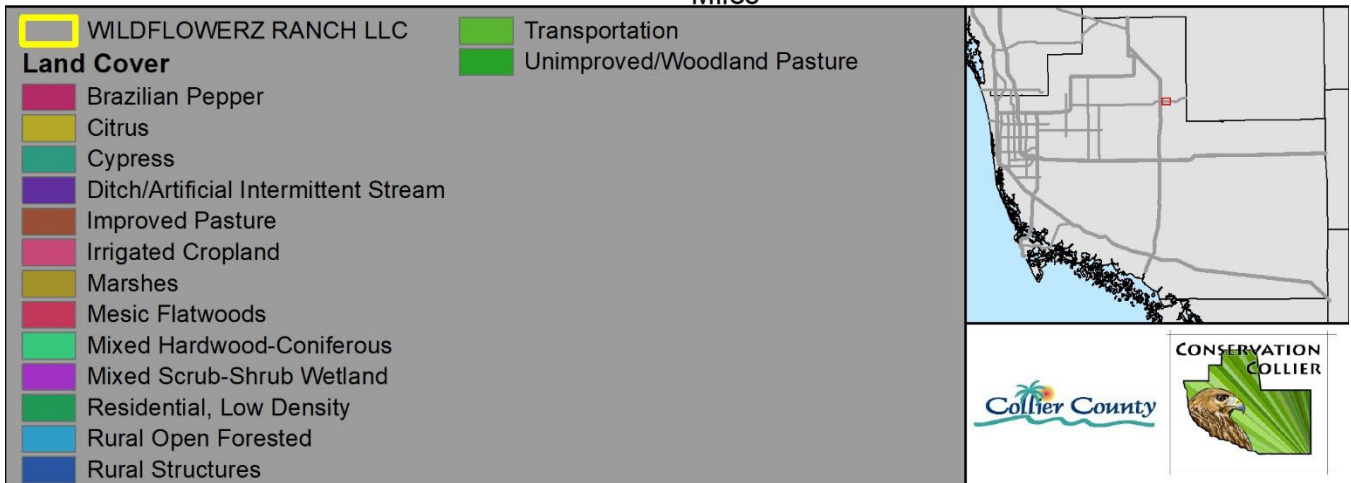 Miles
WILDFLOWERZ RANCH LLC
Land Cover
Brazilian Pepper
Citrus
Cypress
Ditch/Artificial Intermittent Stream
Improved Pasture
Irrigated Cropland
Marshes
Mesic Flatwoods
Mixed Hardwood-Coniferous
Mixed Scrub-Shrub Wetland
Residential, Low Density
Rural Open Forested
Rural Structures
Transportation
Unimproved/Woodland Pasture
Collier County
CONSERVATION
COLLIER